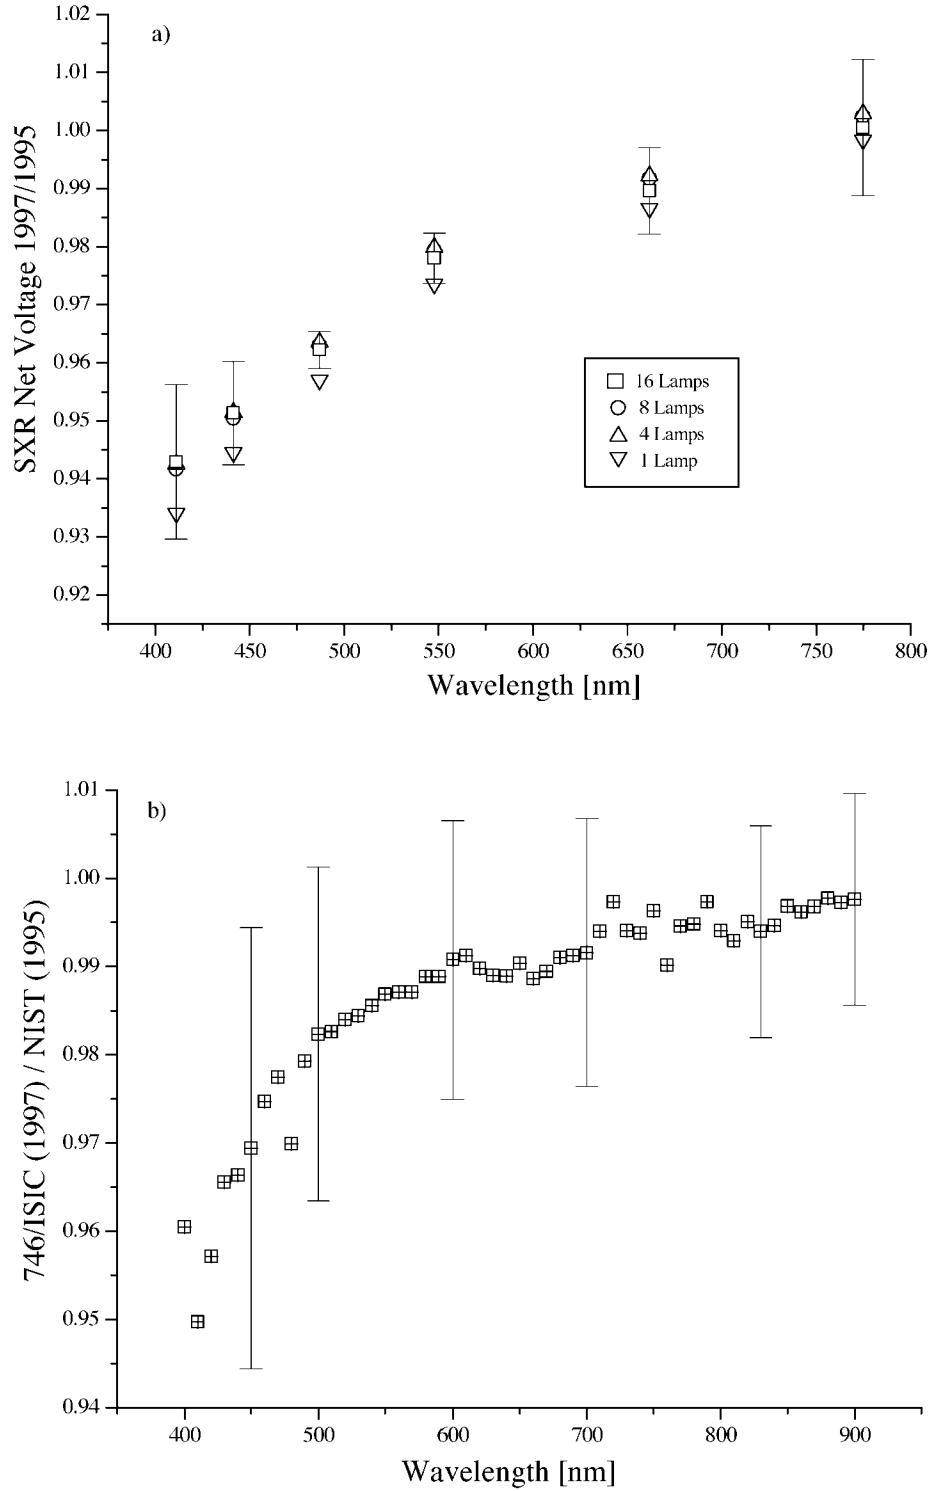 a)
1.02
1.01
1.00
0.99
0.98
0.97
0.96
0.95
0.94
0.93
0.92
SXR Net Voltage 1997/1995
16 Lamps
8 Lamps
4 Lamps
1 Lamp
400 450 500 550 600 650 700 750 800
Wavelength [nm]
b)
1.01
1.00
0.99
0.98
0.97
0.96
0.95
0.94
746/ISIC (1997) / NIST (1995)
400 500 600 700 800 900
Wavelength [nm]